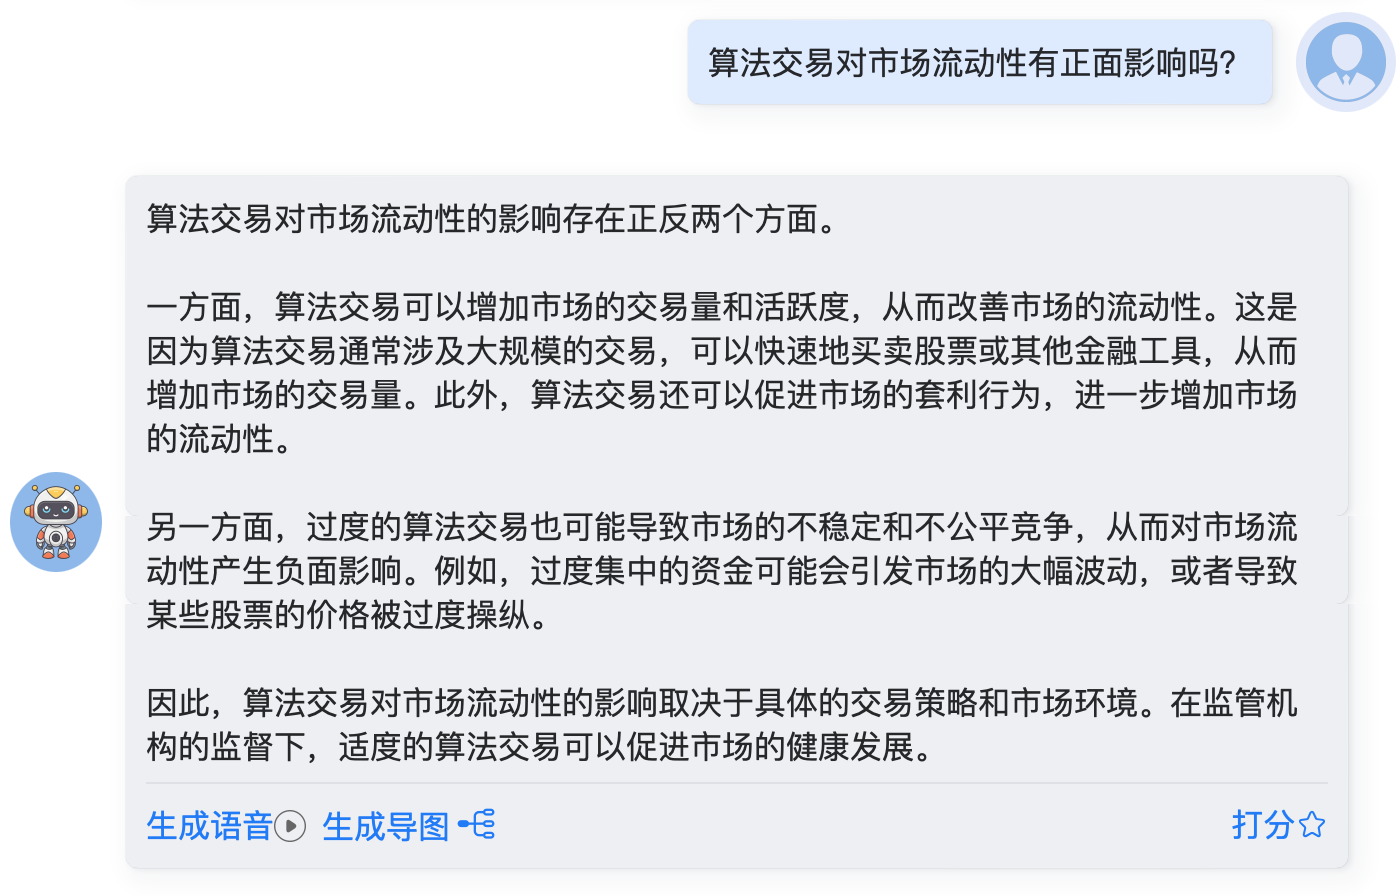 算法交易对市场流动性有正面影响吗?
算法交易对市场流动性的影响存在正反两个方面。
一方面，算法交易可以增加市场的交易量和活跃度，从而改善市场的流动性。这是
因为算法交易通常涉及大规模的交易，可以快速地买卖股票或其他金融工具，从而
增加市场的交易量。此外，算法交易还可以促进市场的套利行为，进一步增加市场
的流动性。
另一方面，过度的算法交易也可能导致市场的不稳定和不公平竞争，从而对市场流
动性产生负面影响。例如，过度集中的资金可能会引发市场的大幅波动，或者导致
某些股票的价格被过度操纵。
因此，算法交易对市场流动性的影响取决于具体的交易策略和市场环境。在监管机
构的监督下，适度的算法交易可以促进市场的健康发展。
生成语音 生成导图 打分